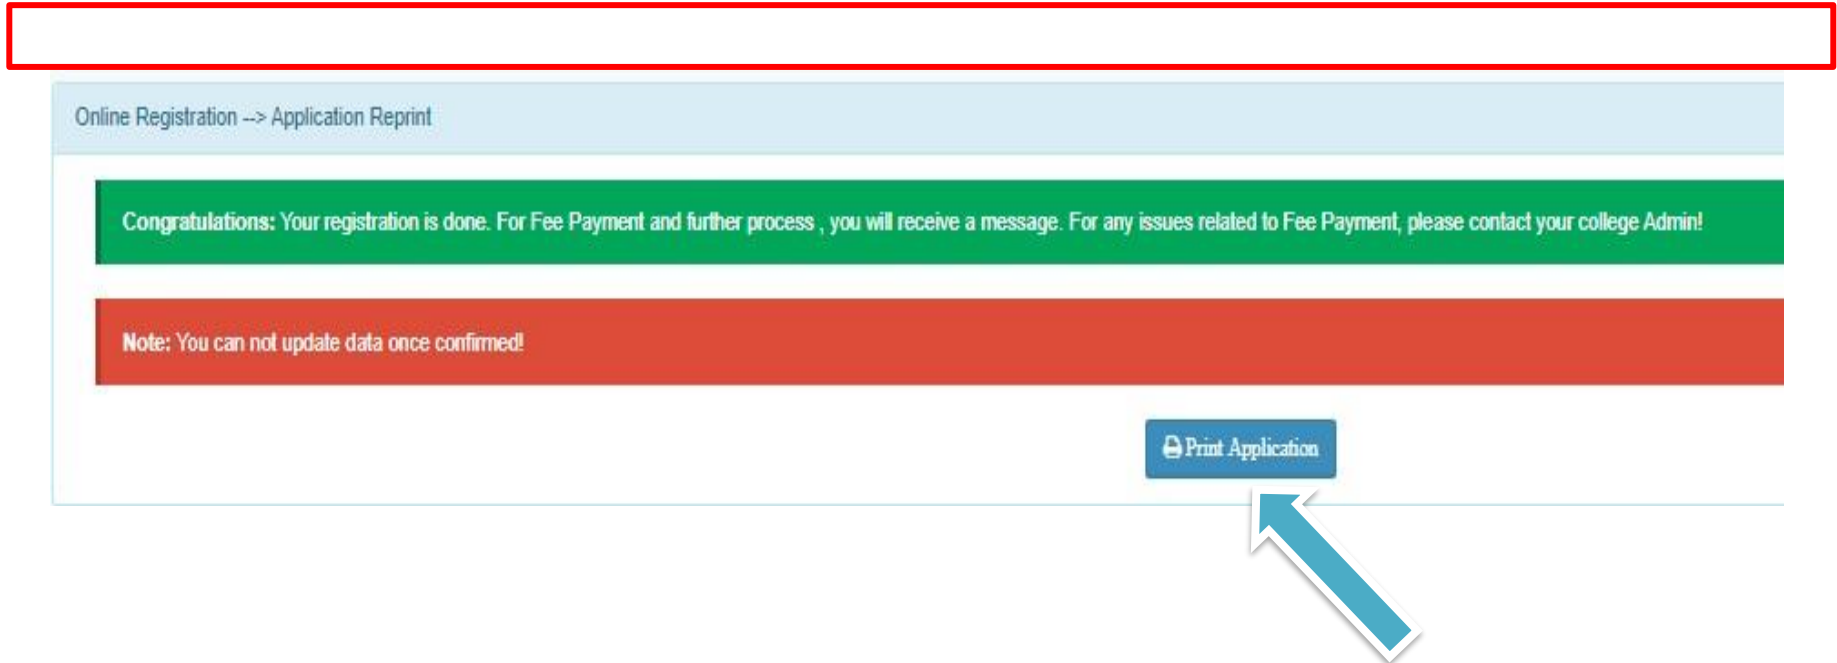 Online Registration --> Application Reprint
Congratulations: Your registration is done. For Fee Payment and further process , you will receive a message. For any issues related to Fee Payment, please contact your college Admin!
Note: You can not update data once confirmed!
Print Application